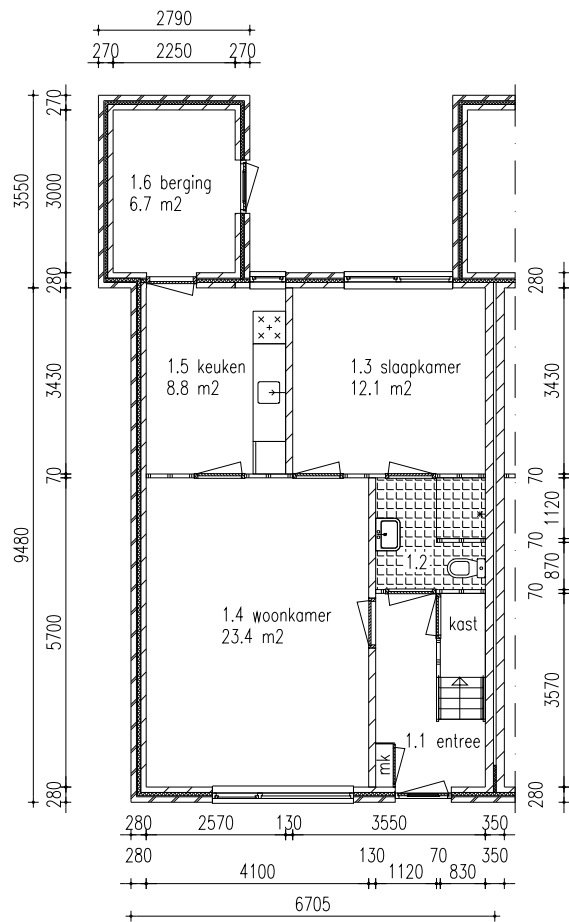 2790
270 2250 270
270
3550
3000
1.6 berging
6.7 m2
280
280
3430
1.5 keuken
8.8 m2
1.3 slaapkamer
12.1 m2
3430
70
70
1120
9480
70
1.2
870
70
5700
1.4 woonkamer
23.4 m2
kast
3570
1.1 entree
mk
280
280
280 2570 130 3550 350
280 4100 130 1120 70 830 350
6705